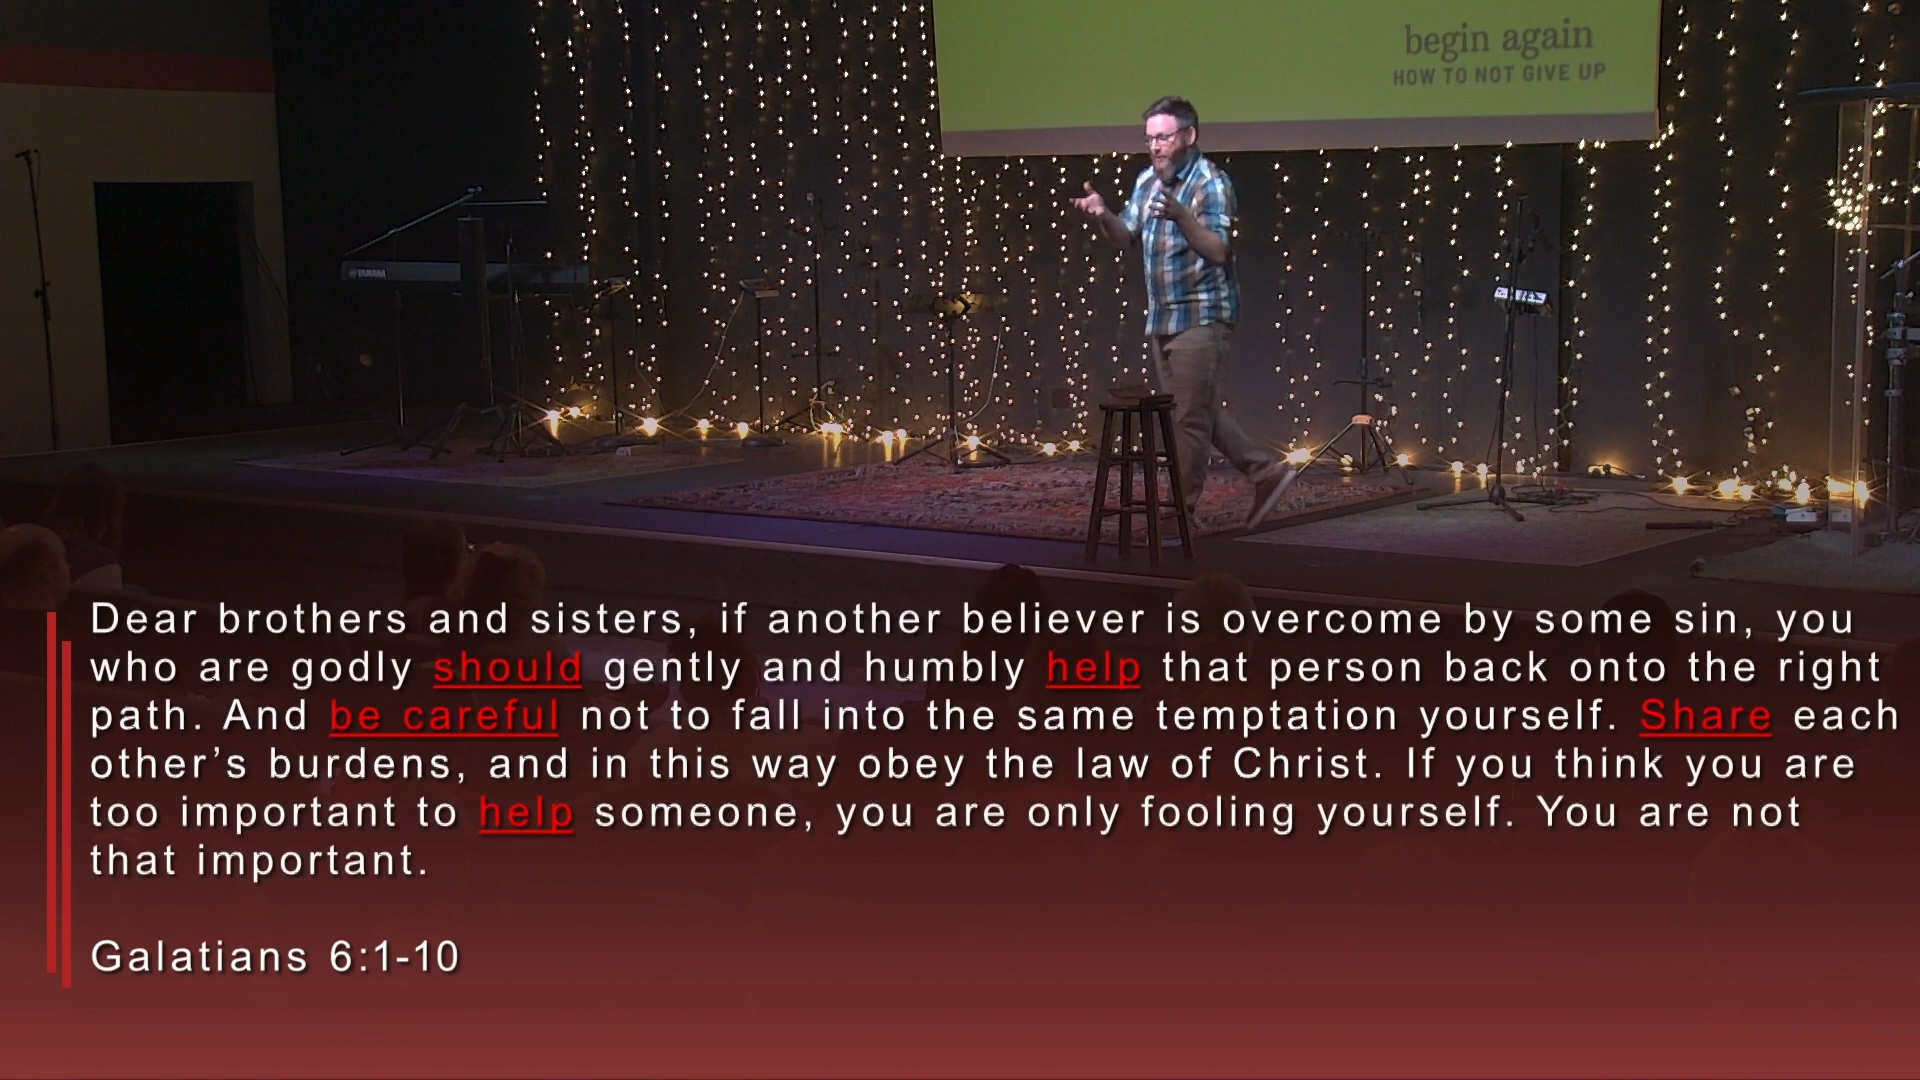 begin again
HOW TO NOT GIVE UP
YAMAHA
Dear brothers and sisters, if another believer is overcome by some sin, you
who are godly should gently and humbly help that person back onto the right
path. And be careful not to fall into the same temptation yourself. Share each
other’s burdens, and in this way obey the law of Christ. If you think you are
too important to help someone, you are only fooling yourself. You are not
that important.
Galatians 6:1-10